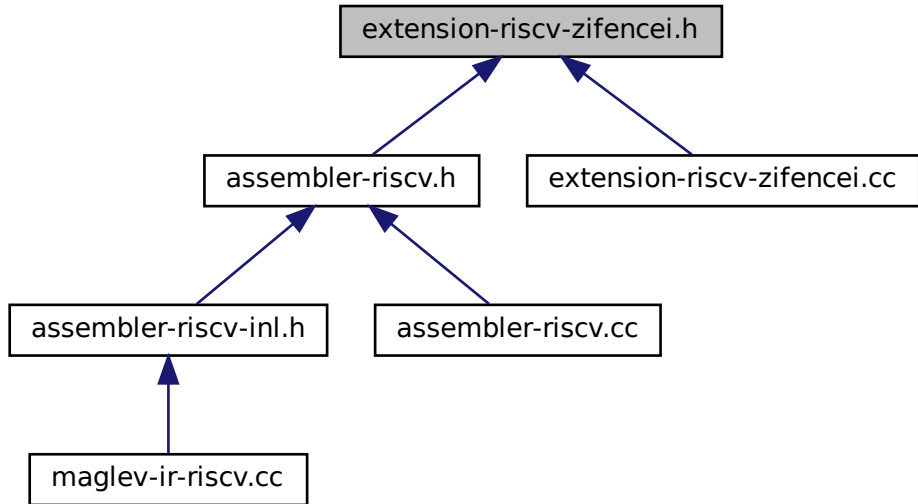 extension-riscv-zifencei.h
assembler-riscv.h
extension-riscv-zifencei.cc
assembler-riscv-inl.h
assembler-riscv.cc
maglev-ir-riscv.cc